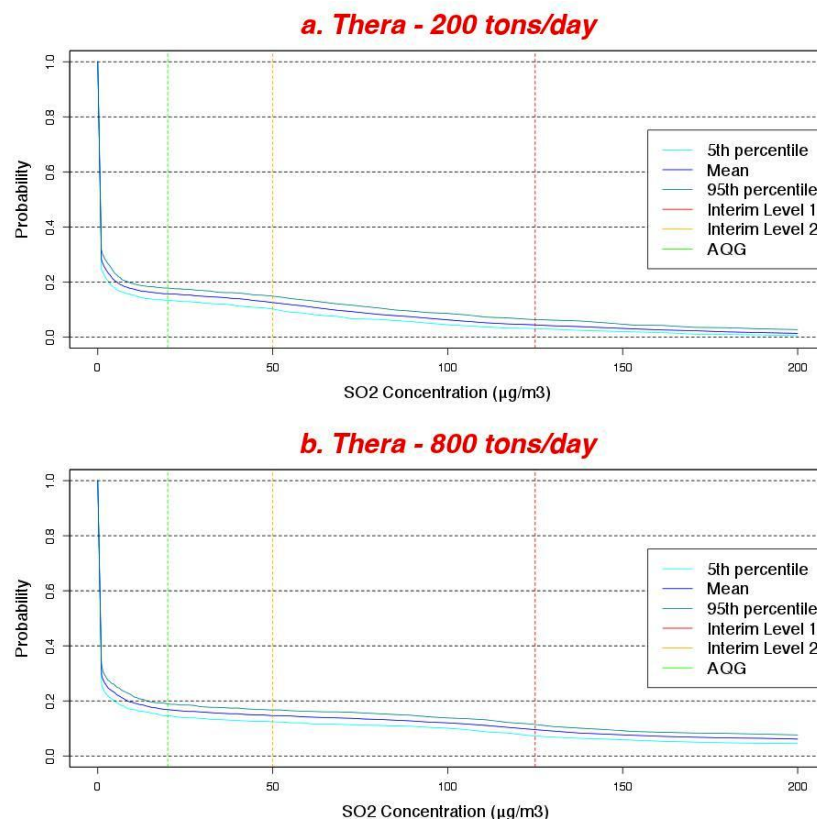 a. Thera - 200 tons/day
Probability
1.0
0.8
0.6
0.4
0.2
0.0
5th percentile
Mean
95th percentile
Interim Level 1
Interim Level 2
AQG
0 50 100 150 200
SO2 Concentration (µg/m3)
b. Thera - 800 tons/day
Probability
1.0
0.8
0.6
0.4
0.2
0.0
5th percentile
Mean
95th percentile
Interim Level 1
Interim Level 2
AQG
0 50 100 150 200
SO2 Concentration (µg/m3)